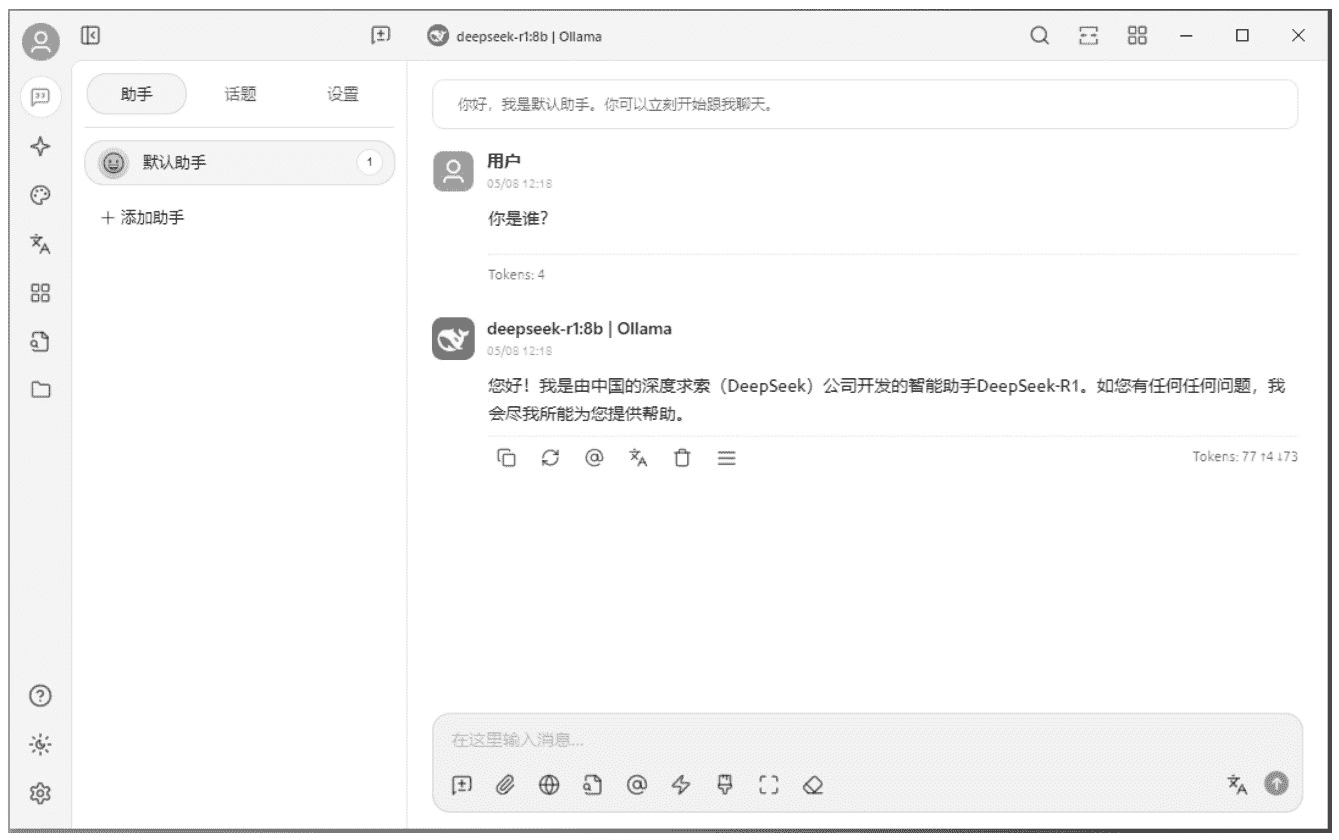 deepseek-r1:8b | Ollama
助手
话题
设置
默认助手
1
+ 添加助手
你好，我是默认助手。你可以立刻开始跟我聊天。
用户
05/08 12:18
你是谁？
Tokens: 4
deepseek-r1:8b | Ollama
05/08 12:18
您好！我是由中国的深度求索（DeepSeek）公司开发的智能助手DeepSeek-R1。如您有任何任何问题，我
会尽我所能为您提供帮助。
Tokens: 77 ↑4 ↓73
在这里输入消息...